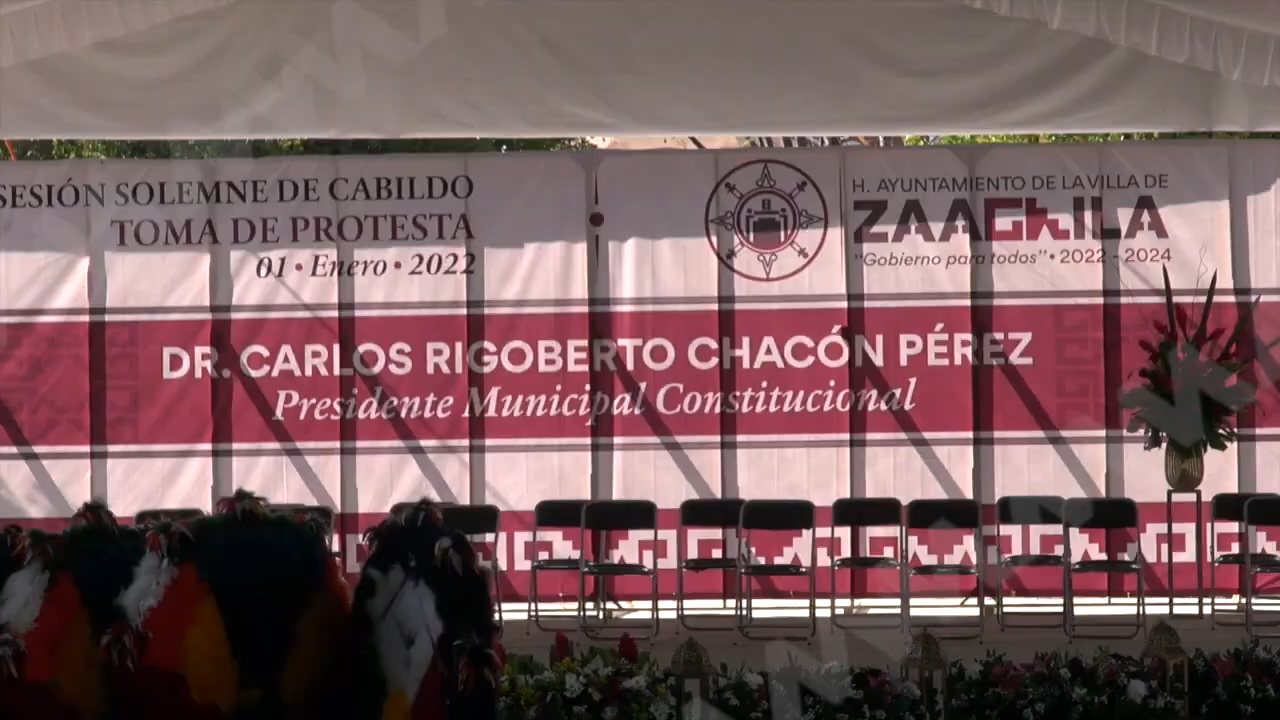 SESIÓN SOLEMNE DE CABILDO
TOMA DE PROTESTA
01 • Enero • 2022
H. AYUNTAMIENTO DE LA VILLA DE
ZAACHILA
"Gobierno para todos" • 2022 - 2024
DR. CARLOS RIGOBERTO CHACÓN PÉREZ
Presidente Municipal Constitucional